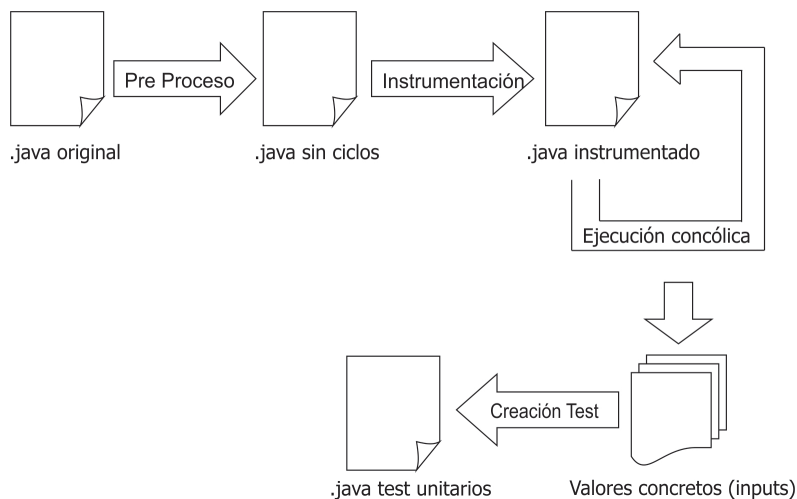 Pre Proceso
Instrumentación
.java original
.java sin ciclos
.java instrumentado
Ejecución concólica
Creación Test
.java test unitarios
Valores concretos (inputs)